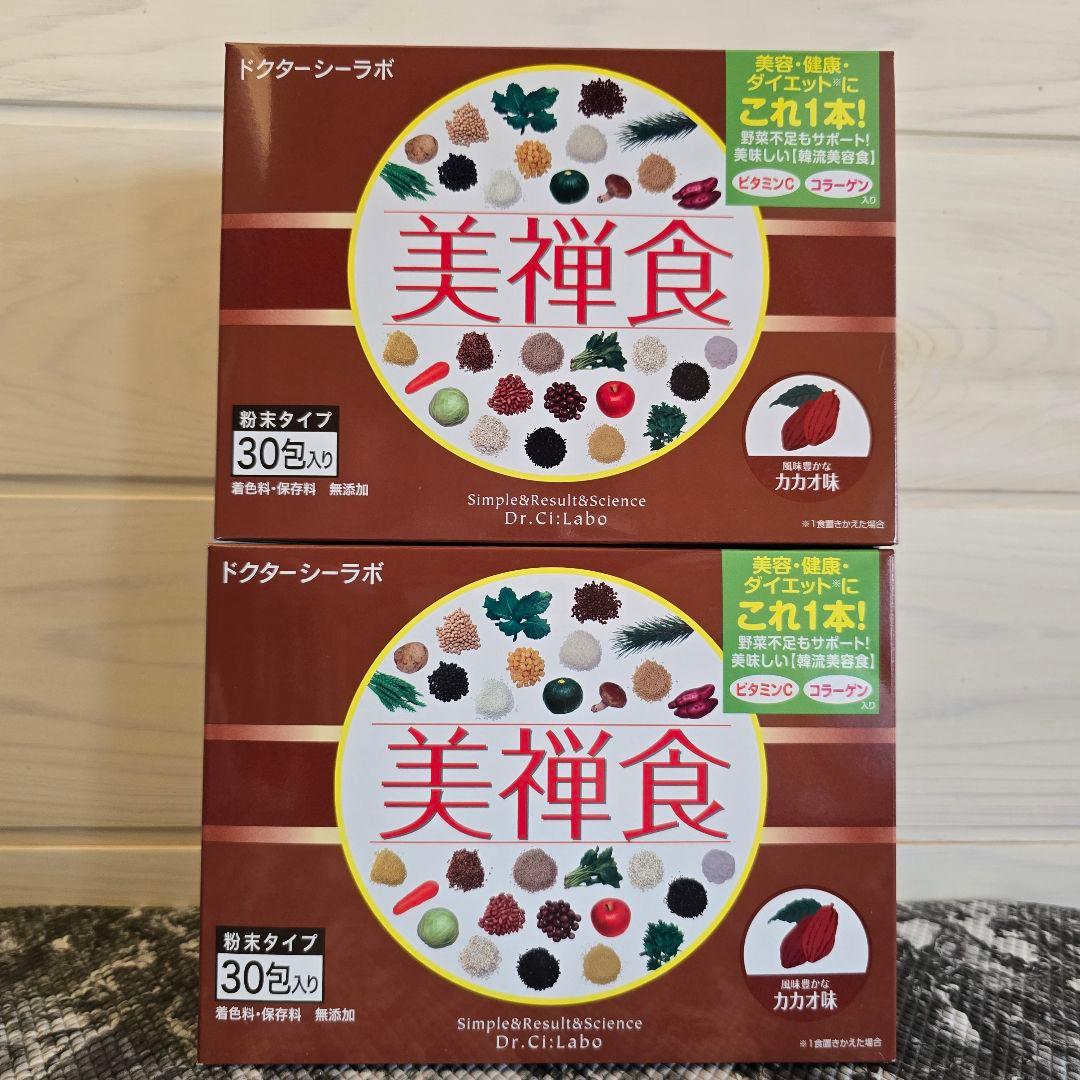 ドクターシーラボ
美容・健康・
ダイエット※に
これ1本!
野菜不足もサポート!
美味しい【韓流美容食】
ビタミンC コラーゲン
入り
美禅食
粉末タイプ
30包入り
着色料・保存料 無添加
風味豊かな
カカオ味
Simple&Result&Science
Dr.Ci:Labo
※1食置きかえた場合
ドクターシーラボ
美容・健康・
ダイエット※に
これ1本!
野菜不足もサポート!
美味しい【韓流美容食】
ビタミンC コラーゲン
入り
美禅食
粉末タイプ
30包入り
着色料・保存料 無添加
風味豊かな
カカオ味
Simple&Result&Science
Dr.Ci:Labo
※1食置きかえた場合